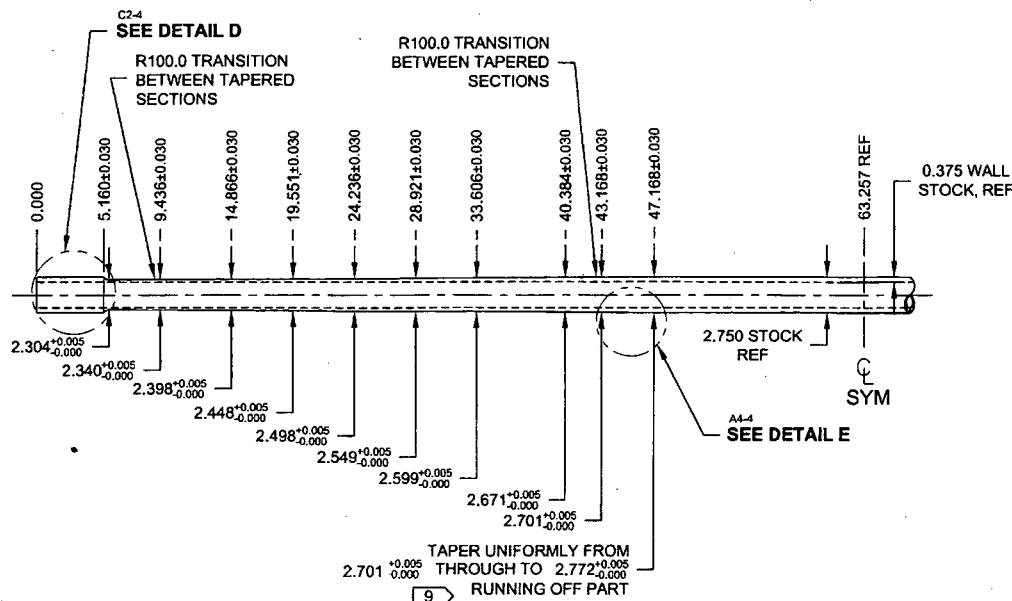 C2-4
SEE DETAIL D
R100.0 TRANSITION
BETWEEN TAPERED
SECTIONS
R100.0 TRANSITION
BETWEEN TAPERED
SECTIONS
0.000
5.160±0.030
9.436±0.030
14.866±0.030
19.551±0.030
24.236±0.030
28.921±0.030
33.606±0.030
40.384±0.030
43.168±0.030
47.168±0.030
63.257 REF
0.375 WALL
STOCK, REF
2.304+0.005 -0.000
2.340+0.005 -0.000
2.398+0.005 -0.000
2.448+0.005 -0.000
2.498+0.005 -0.000
2.549+0.005 -0.000
2.599+0.005 -0.000
2.671+0.005 -0.000
2.701+0.005 -0.000
2.750 STOCK
REF
CL
SYM
A4-4
SEE DETAIL E
TAPER UNIFORMLY FROM
2.701 +0.005 -0.000 THROUGH TO 2.772+0.005 -0.000
9 RUNNING OFF PART